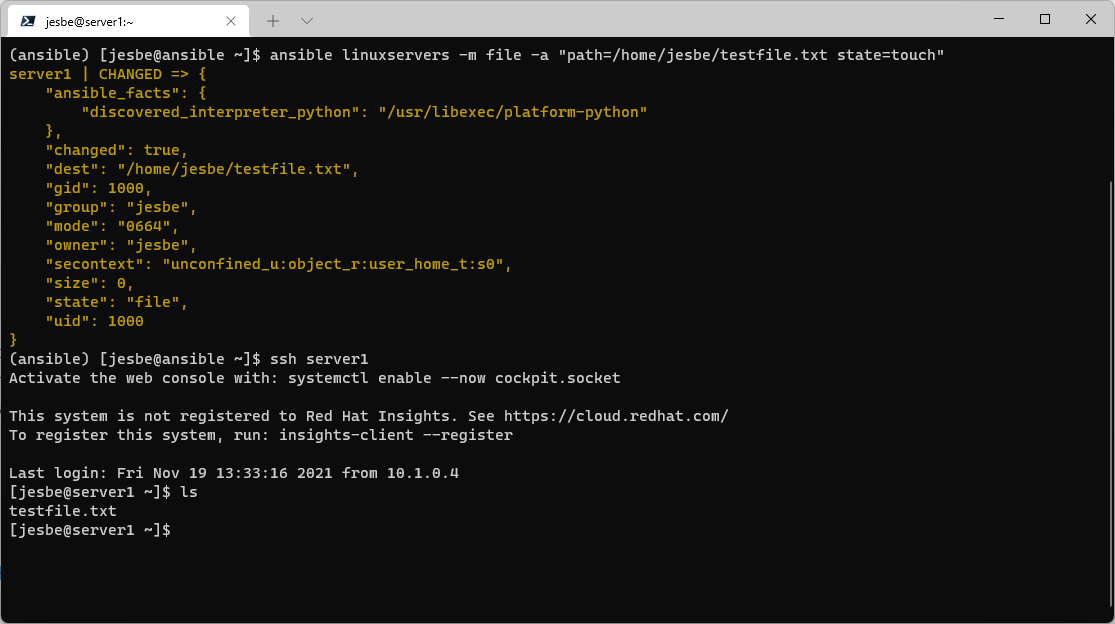 jesbe@server1:~
(ansible) [jesbe@ansible ~]$ ansible linuxservers -m file -a "path=/home/jesbe/testfile.txt state=touch"
server1 | CHANGED => {
    "ansible_facts": {
        "discovered_interpreter_python": "/usr/libexec/platform-python"
    },
    "changed": true,
    "dest": "/home/jesbe/testfile.txt",
    "gid": 1000,
    "group": "jesbe",
    "mode": "0664",
    "owner": "jesbe",
    "secontext": "unconfined_u:object_r:user_home_t:s0",
    "size": 0,
    "state": "file",
    "uid": 1000
}
(ansible) [jesbe@ansible ~]$ ssh server1
Activate the web console with: systemctl enable --now cockpit.socket

This system is not registered to Red Hat Insights. See https://cloud.redhat.com/
To register this system, run: insights-client --register

Last login: Fri Nov 19 13:33:16 2021 from 10.1.0.4
[jesbe@server1 ~]$ ls
testfile.txt
[jesbe@server1 ~]$